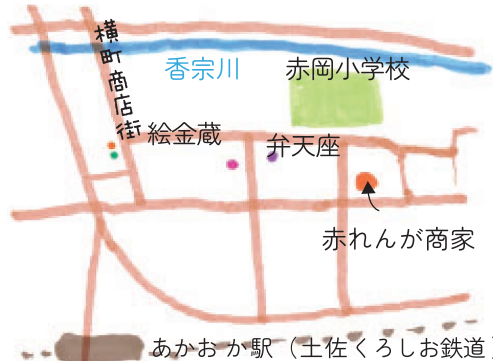 横町商店街
香宗川
赤岡小学校
絵金蔵
弁天座
赤れんが商家
あかおか駅（土佐くろしお鉄道）